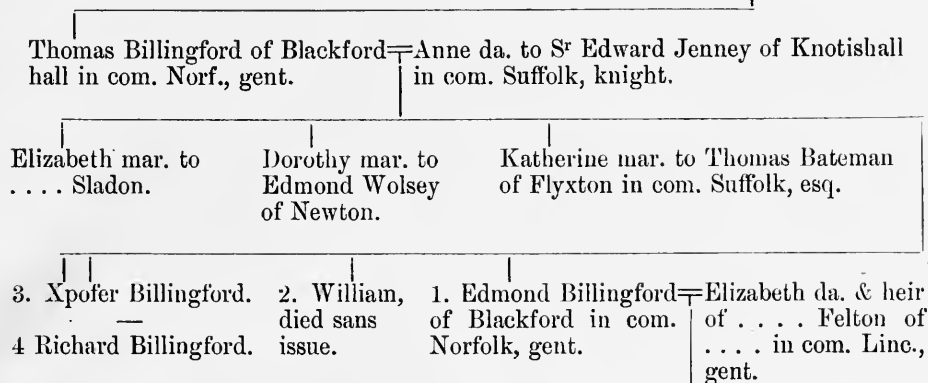 Thomas Billingford of Blackford hall in com. Norf., gent.
Anne da. to Sr Edward Jenney of Knotishall in com. Suffolk, knight.
Elizabeth mar. to
. . . . Sladon.
Dorothy mar. to
Edmond Wolsey
of Newton.
Katherine mar. to Thomas Bateman
of Flyxton in com. Suffolk, esq.
3. Xpofer Billingford.
—
4 Richard Billingford.
2. William,
died sans
issue.
1. Edmond Billingford
of Blackford in com.
Norfolk, gent.
Elizabeth da. & heir
of . . . . Felton of
. . . . in com. Linc.,
gent.